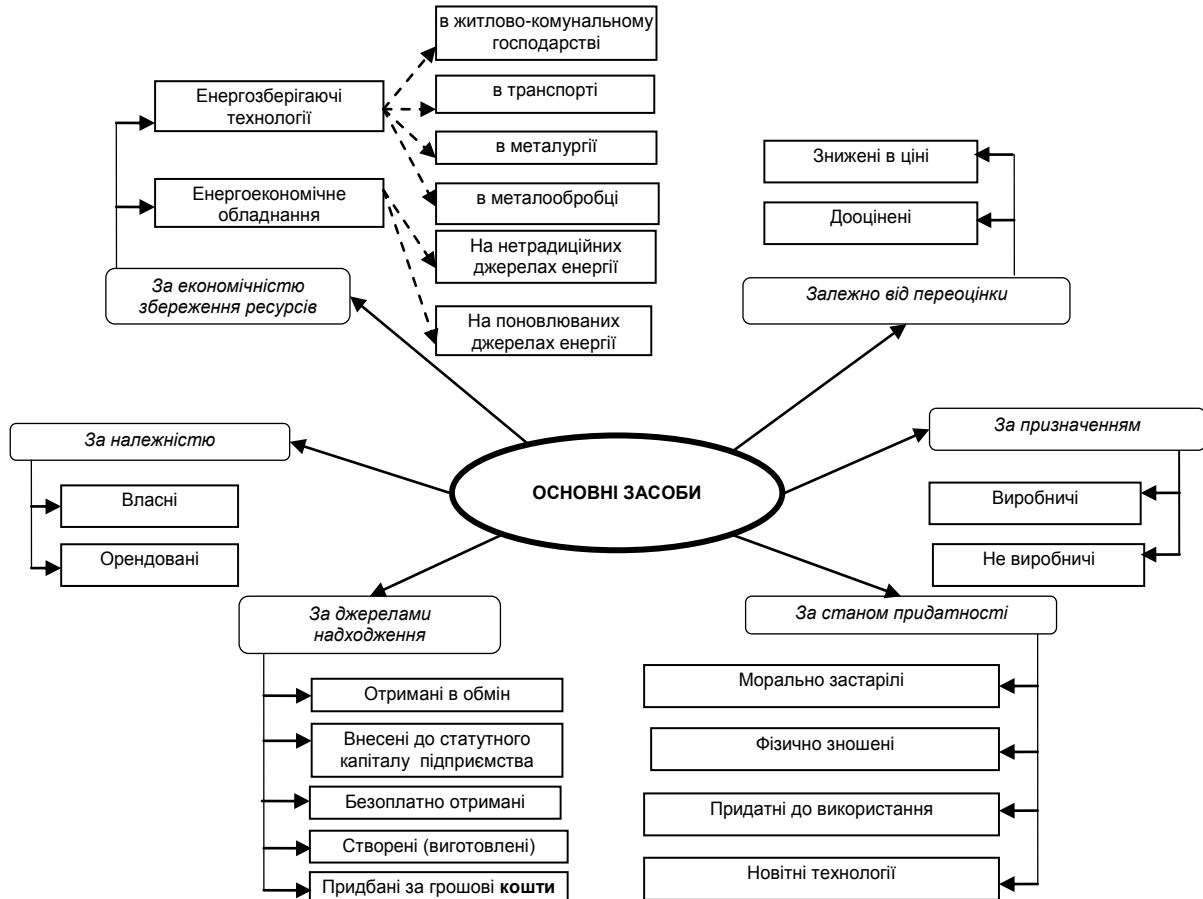 в житлово-комунальному
господарстві
Енергозберігаючі
технології
в транспорті
в металургії
Енергоекономічне
обладнання
в металообробці
На нетрадиційних
джерелах енергії
На поновлюваних
джерелах енергії
За економічністю
збереження ресурсів
Знижені в ціні
Дооцінені
Залежно від переоцінки
За належністю
Власні
Орендовані
ОСНОВНІ ЗАСОБИ
За призначенням
Виробничі
Не виробничі
За джерелами
надходження
Отримані в обмін
Внесені до статутного
капіталу підприємства
Безоплатно отримані
Створені (виготовлені)
Придбані за грошові кошти
За станом придатності
Морально застарілі
Фізично зношені
Придатні до використання
Новітні технології